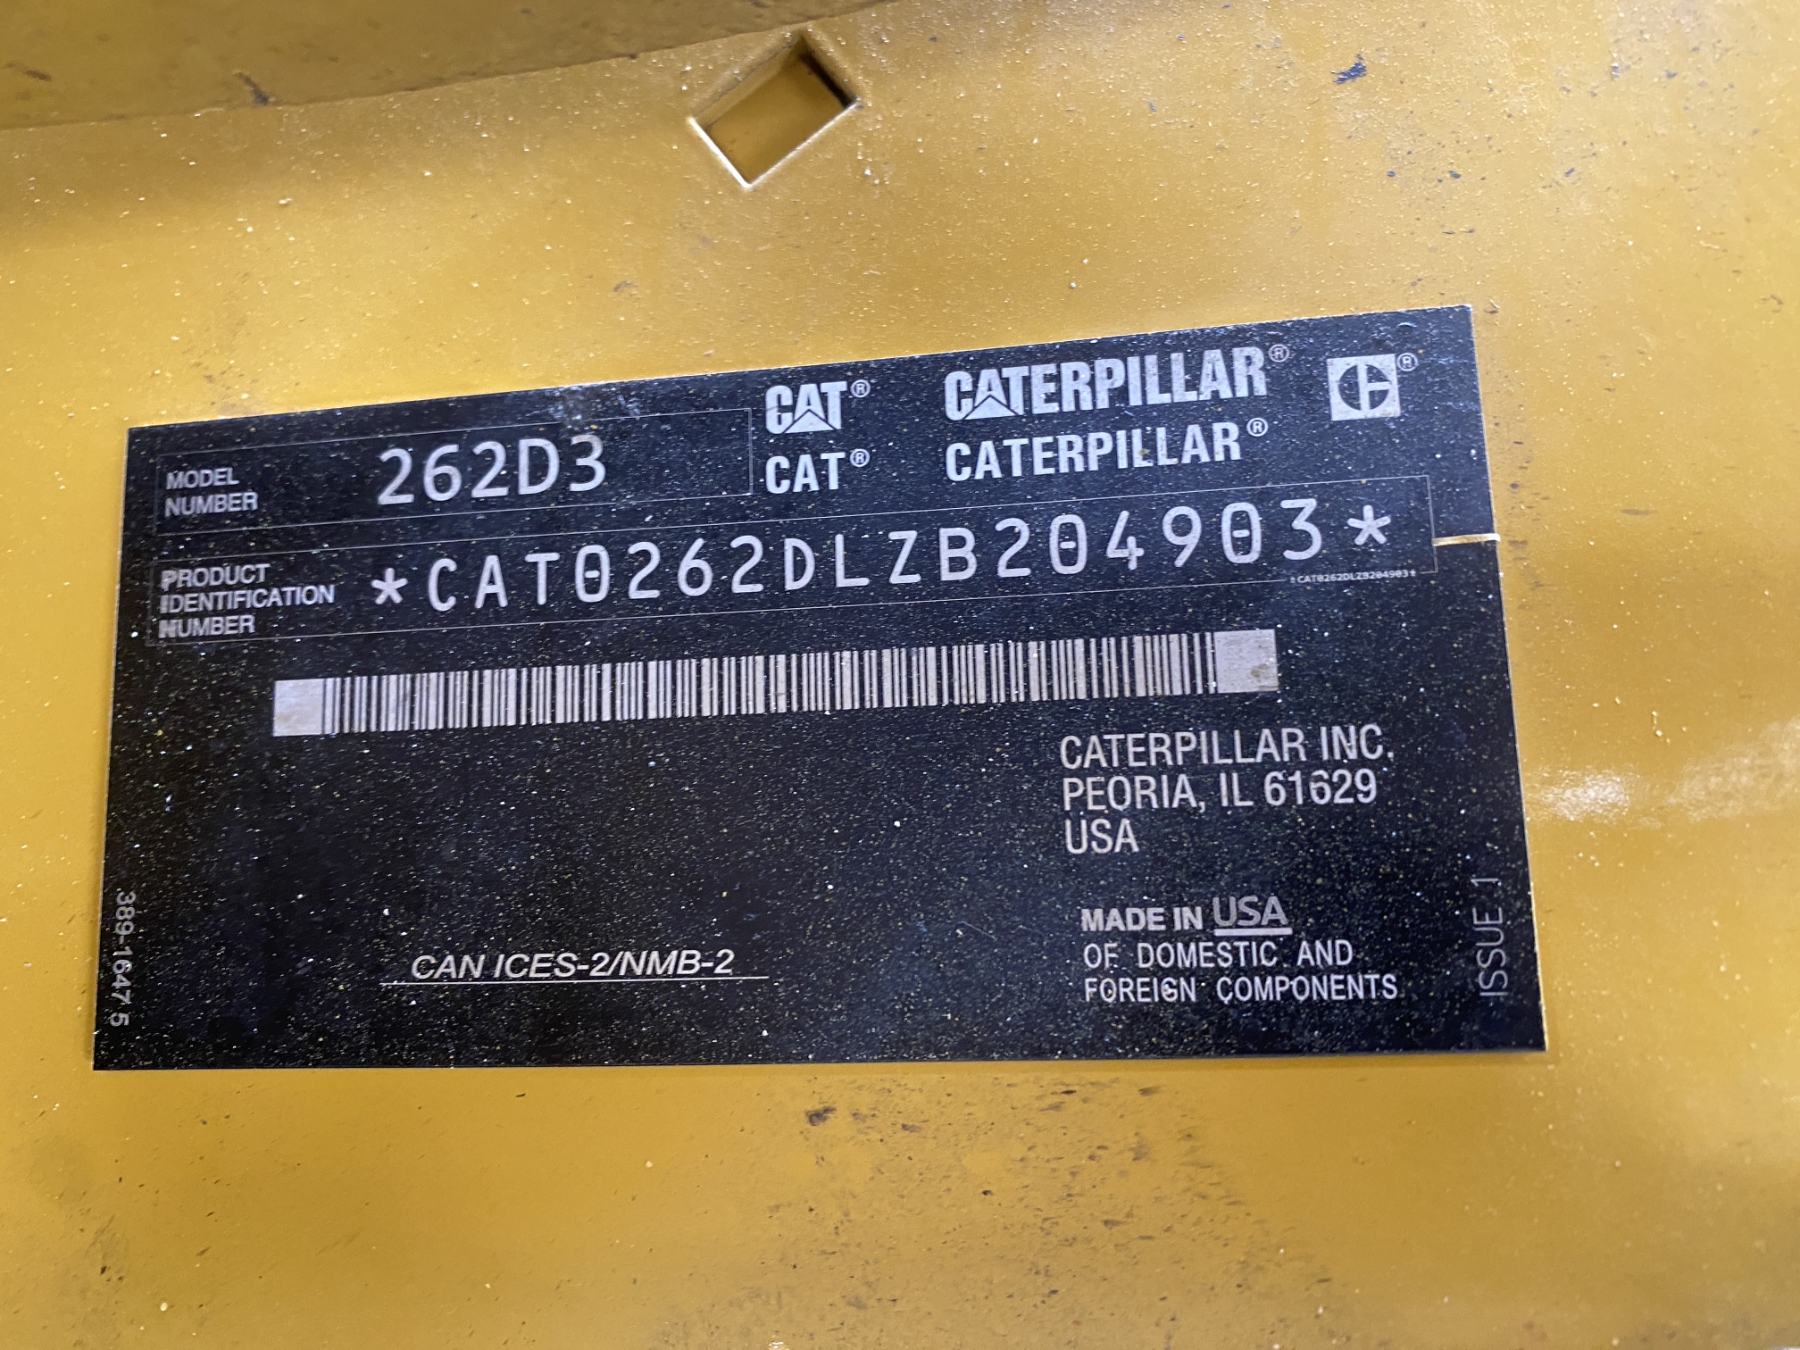 CAT® CATERPILLAR® C®
MODEL NUMBER 262D3
CAT® CATERPILLAR®
PRODUCT IDENTIFICATION NUMBER *CAT0262DLZB204903*
*CAT0262DLZB204903*
CATERPILLAR INC.
PEORIA, IL 61629
USA
MADE IN USA
OF DOMESTIC AND
FOREIGN COMPONENTS
CAN ICES-2/NMB-2
389-1647 5
ISSUE 1